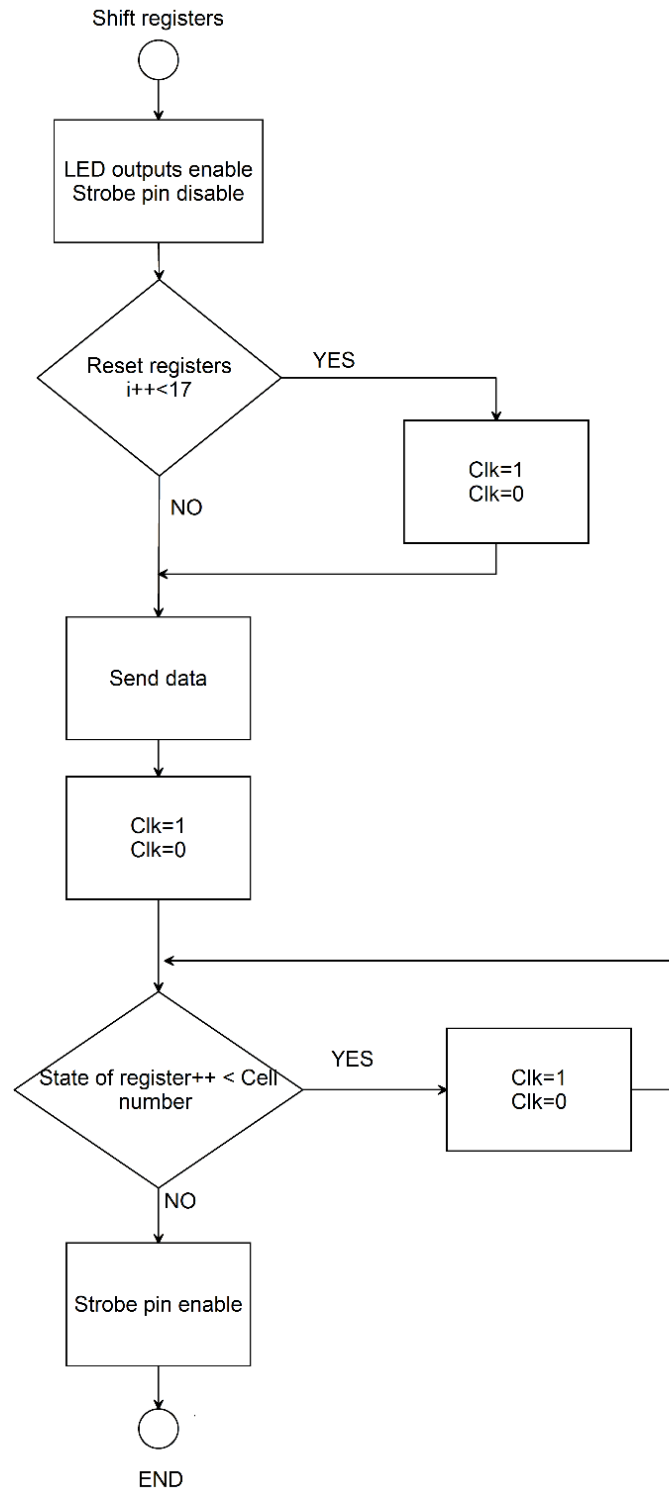 Shift registers
LED outputs enable
Strobe pin disable
Reset registers
i++<17
YES
Clk=1
Clk=0
NO
Send data
Clk=1
Clk=0
State of register++ < Cell
number
YES
Clk=1
Clk=0
NO
Strobe pin enable
END